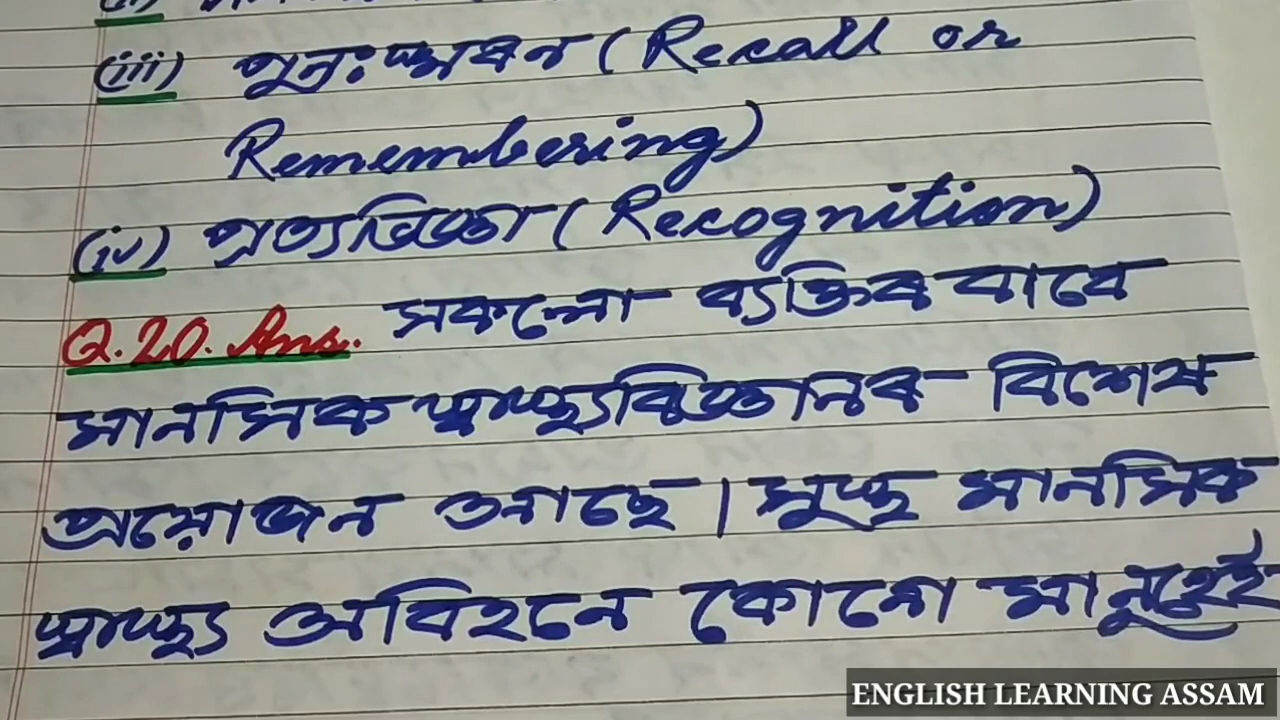 (iii) পুনঃস্মৰন (Recall or
Remembering)
(iv) প্ৰত্যভিজ্ঞা (Recognition)
Q.20. Ans. সকলো ব্যক্তিৰ বাবে
মানসিক স্বাস্থ্যবিজ্ঞানৰ বিশেষ
প্ৰয়োজন আছে। সুস্থ মানসিক
স্বাস্থ্য অবিহনে কোনো মানুহেই
ENGLISH LEARNING ASSAM